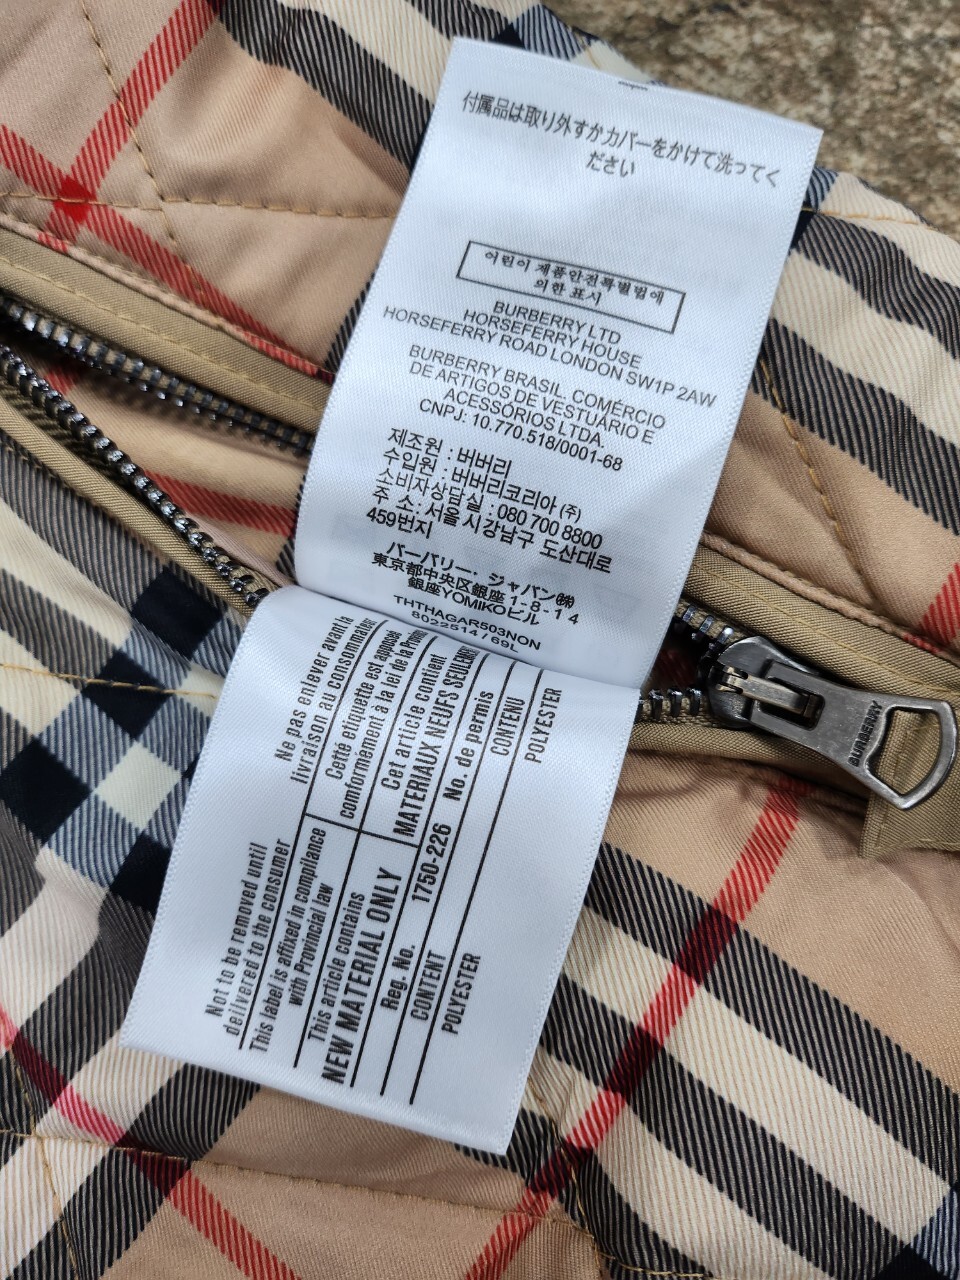 付属品は取り外すかカバーをかけて洗ってく
ださい
어린이 제품안전특별법에
의한 표시
BURBERRY LTD
HORSEFERRY HOUSE
HORSEFERRY ROAD LONDON SW1P 2AW
BURBERRY BRASIL. COMÉRCIO
DE ARTIGOS DE VESTUÁRIO E
ACESSÓRIOS LTDA.
CNPJ: 10.770.518/0001-68
제조원 : 버버리
수입원 : 버버리코리아 (주)
소비자상담실 : 080 700 8800
주 소: 서울시강남구 도산대로
459번지
バーバリー・ジャパン㈱
東京都中央区銀座 1-8-14
銀座YOMIKOビル
THTHAGAR503NON
8022514 / 69L
Not to be removed until
deilvered to the consumer
This label is affixed in compilance
with Provincial law
This article contains
NEW MATERIAL ONLY
Reg. No. 1750-226
CONTENT
POLYESTER
Ne pas enlever avant la
livraison au consommateur
Cette etiquette est apposée
comformément à la lei de la Province
Cet article contient
MATERIAUX NEUFS SEULEMENT
No. de permis
CONTENU
POLYESTER
BURBERRY